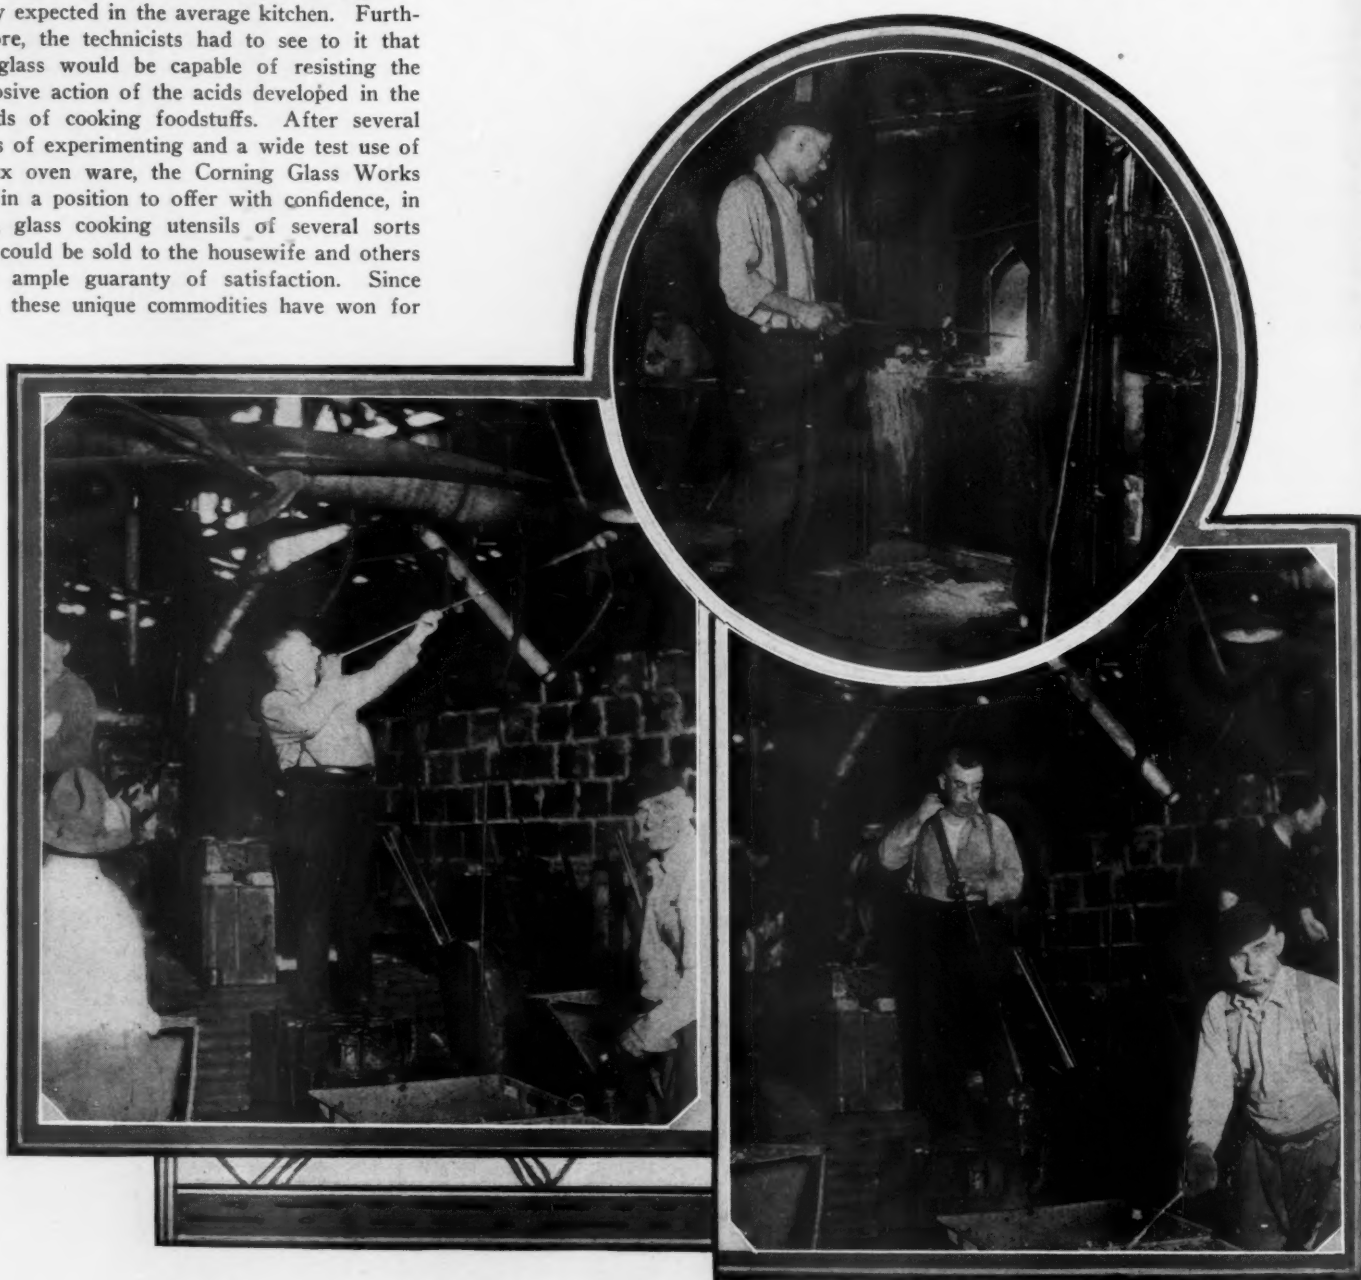 y expected in the average kitchen. Furth-
re, the technicists had to see to it that
glass would be capable of resisting the
osive action of the acids developed in the
ds of cooking foodstuffs. After several
s of experimenting and a wide test use of
x oven ware, the Corning Glass Works
in a position to offer with confidence, in
glass cooking utensils of several sorts
could be sold to the housewife and others
ample guaranty of satisfaction. Since
these unique commodities have won for